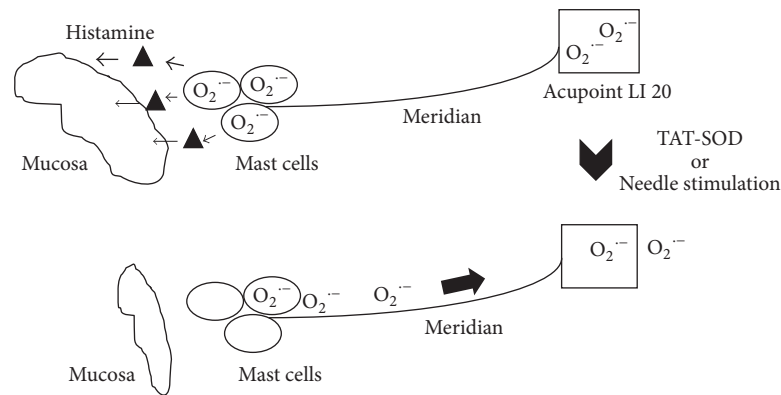 Histamine
O₂·⁻
O₂·⁻
O₂·⁻ O₂·⁻
O₂·⁻
Acupoint LI 20
Meridian
Mucosa
Mast cells
TAT-SOD
or
Needle stimulation
O₂·⁻ O₂·⁻
O₂·⁻ O₂·⁻ O₂·⁻
Meridian
Mucosa
Mast cells